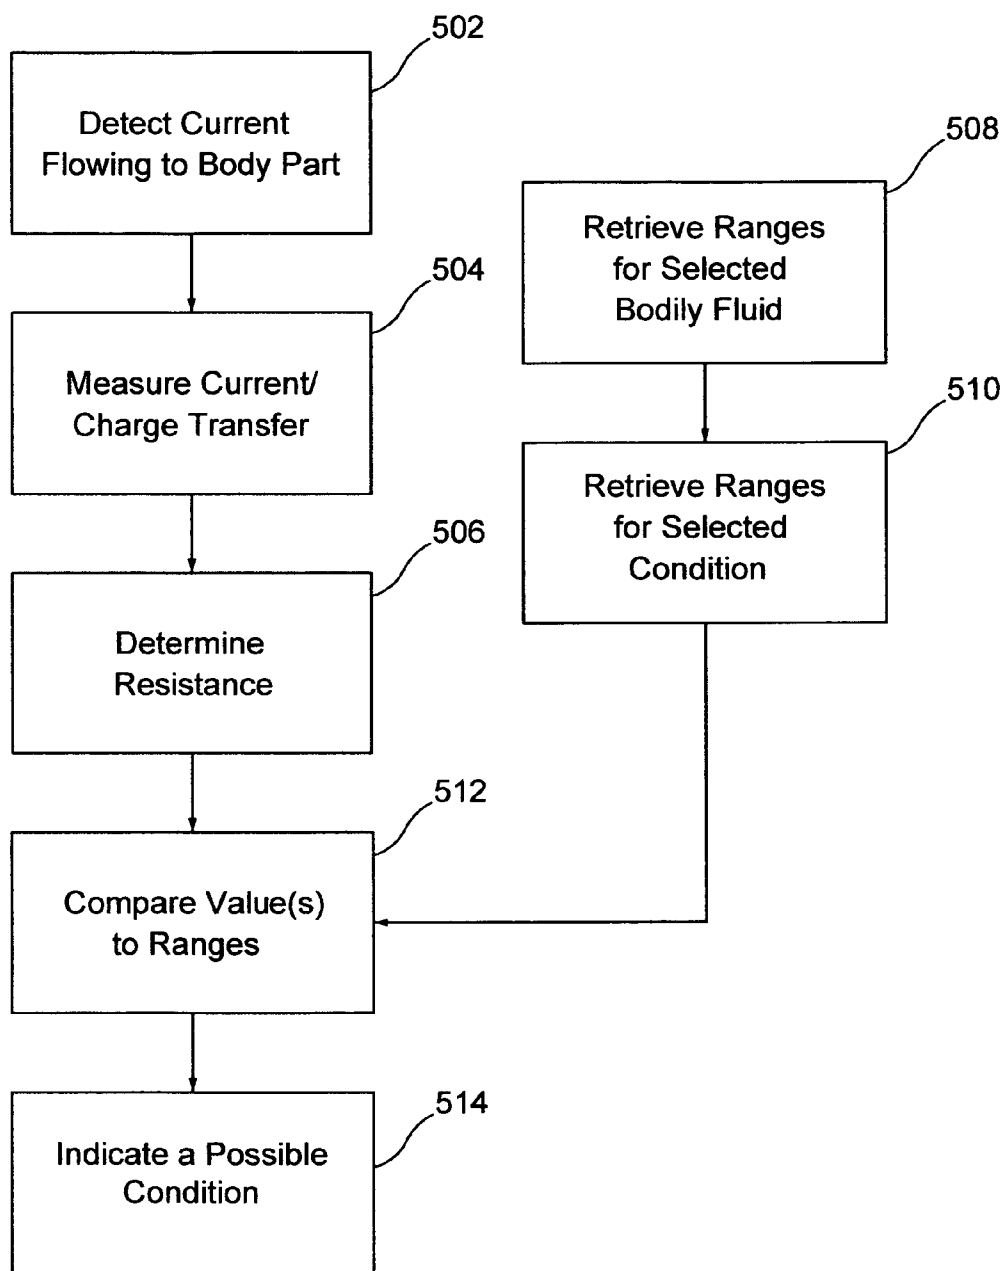 502
Detect Current
Flowing to Body Part
504
Measure Current/
Charge Transfer
506
Determine
Resistance
508
Retrieve Ranges
for Selected
Bodily Fluid
510
Retrieve Ranges
for Selected
Condition
512
Compare Value(s)
to Ranges
514
Indicate a Possible
Condition